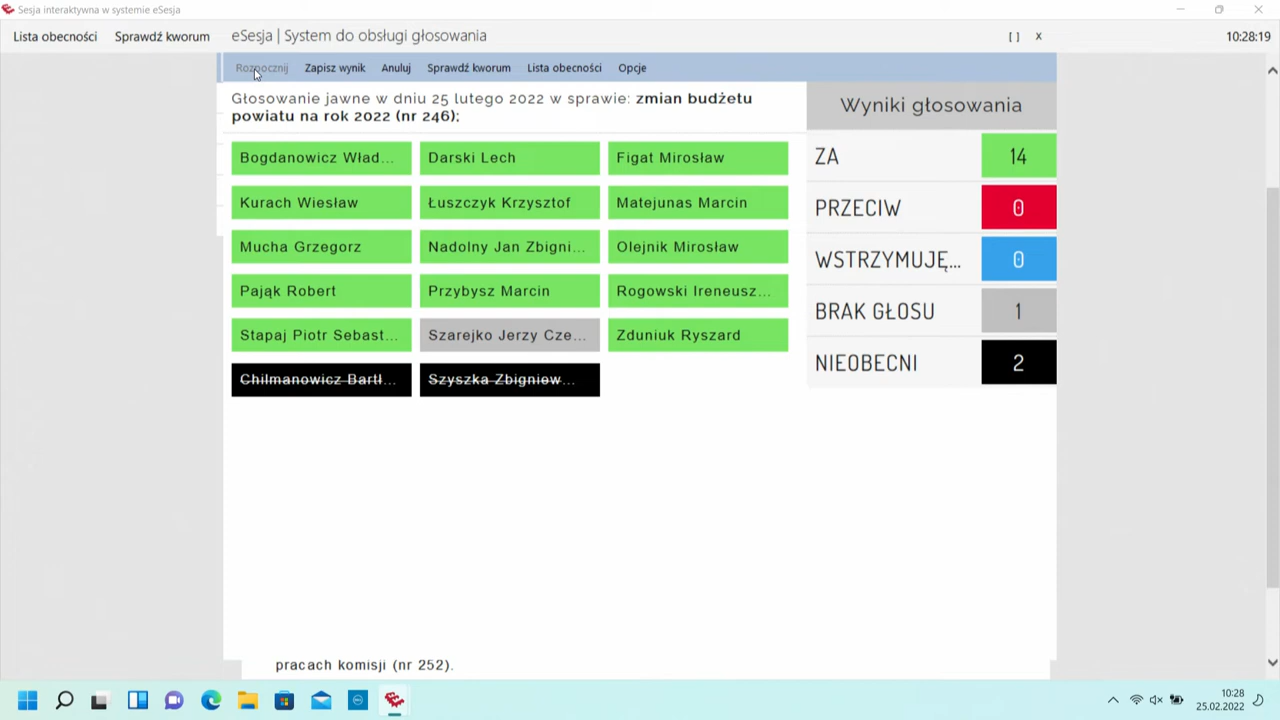 Sesja interaktywna w systemie eSesja
Lista obecności Sprawdź kworum eSesja | System do obsługi głosowania [ ] x 10:28:19
Rozpocznij Zapisz wynik Anuluj Sprawdź kworum Lista obecności Opcje
Głosowanie jawne w dniu 25 lutego 2022 w sprawie: zmian budżetu
powiatu na rok 2022 (nr 246);
Wyniki głosowania
Bogdanowicz Wład... Darski Lech Figat Mirosław
Kurach Wiesław Łuszczyk Krzysztof Matejunas Marcin
Mucha Grzegorz Nadolny Jan Zbigni... Olejnik Mirosław
Pająk Robert Przybysz Marcin Rogowski Ireneusz...
Stapaj Piotr Sebast... Szarejko Jerzy Cze... Zduniuk Ryszard
Chilmanowicz Bartł... Szyszka Zbigniew...
ZA 14
PRZECIW 0
WSTRZYMUJĘ... 0
BRAK GŁOSU 1
NIEOBECNI 2
pracach komisji (nr 252).
10:28
25.02.2022